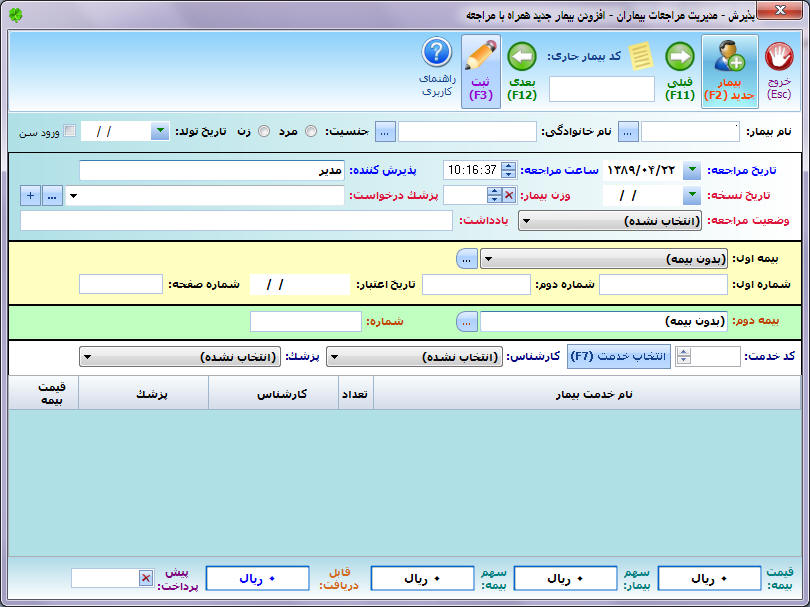 پذیرش - مدیریت مراجعات بیماران - افزودن بیمار جدید همراه با مراجعه
خروج (Esc)
بیمار جدید (F2)
قبلی (F11)
کد بیمار جاری:
بعدی (F12)
ثبت (F3)
راهنمای کاربری
نام بیمار: ... نام خانوادگی: ... جنسیت: مرد زن تاریخ تولد: / / ورود سن
تاریخ مراجعه: ۱۳۸۹/۰۴/۲۲ ساعت مراجعه: 10:16:37 پذیرش کننده: مدیر
تاریخ نسخه: / / وزن بیمار: پزشک درخواست: ... +
وضعیت مراجعه: (انتخاب نشده) یادداشت:
بیمه اول: (بدون بیمه) ...
شماره اول: شماره دوم: تاریخ اعتبار: / / شماره صفحه:
بیمه دوم: (بدون بیمه) ... شماره:
کد خدمت: انتخاب خدمت (F7) کارشناس: (انتخاب نشده) پزشک: (انتخاب نشده)
نام خدمت بیمار تعداد کارشناس پزشک قیمت بیمه
قیمت بیمه: ۰ ریال سهم بیمار: ۰ ریال سهم بیمه: ۰ ریال قابل دریافت: ۰ ریال پیش پرداخت: